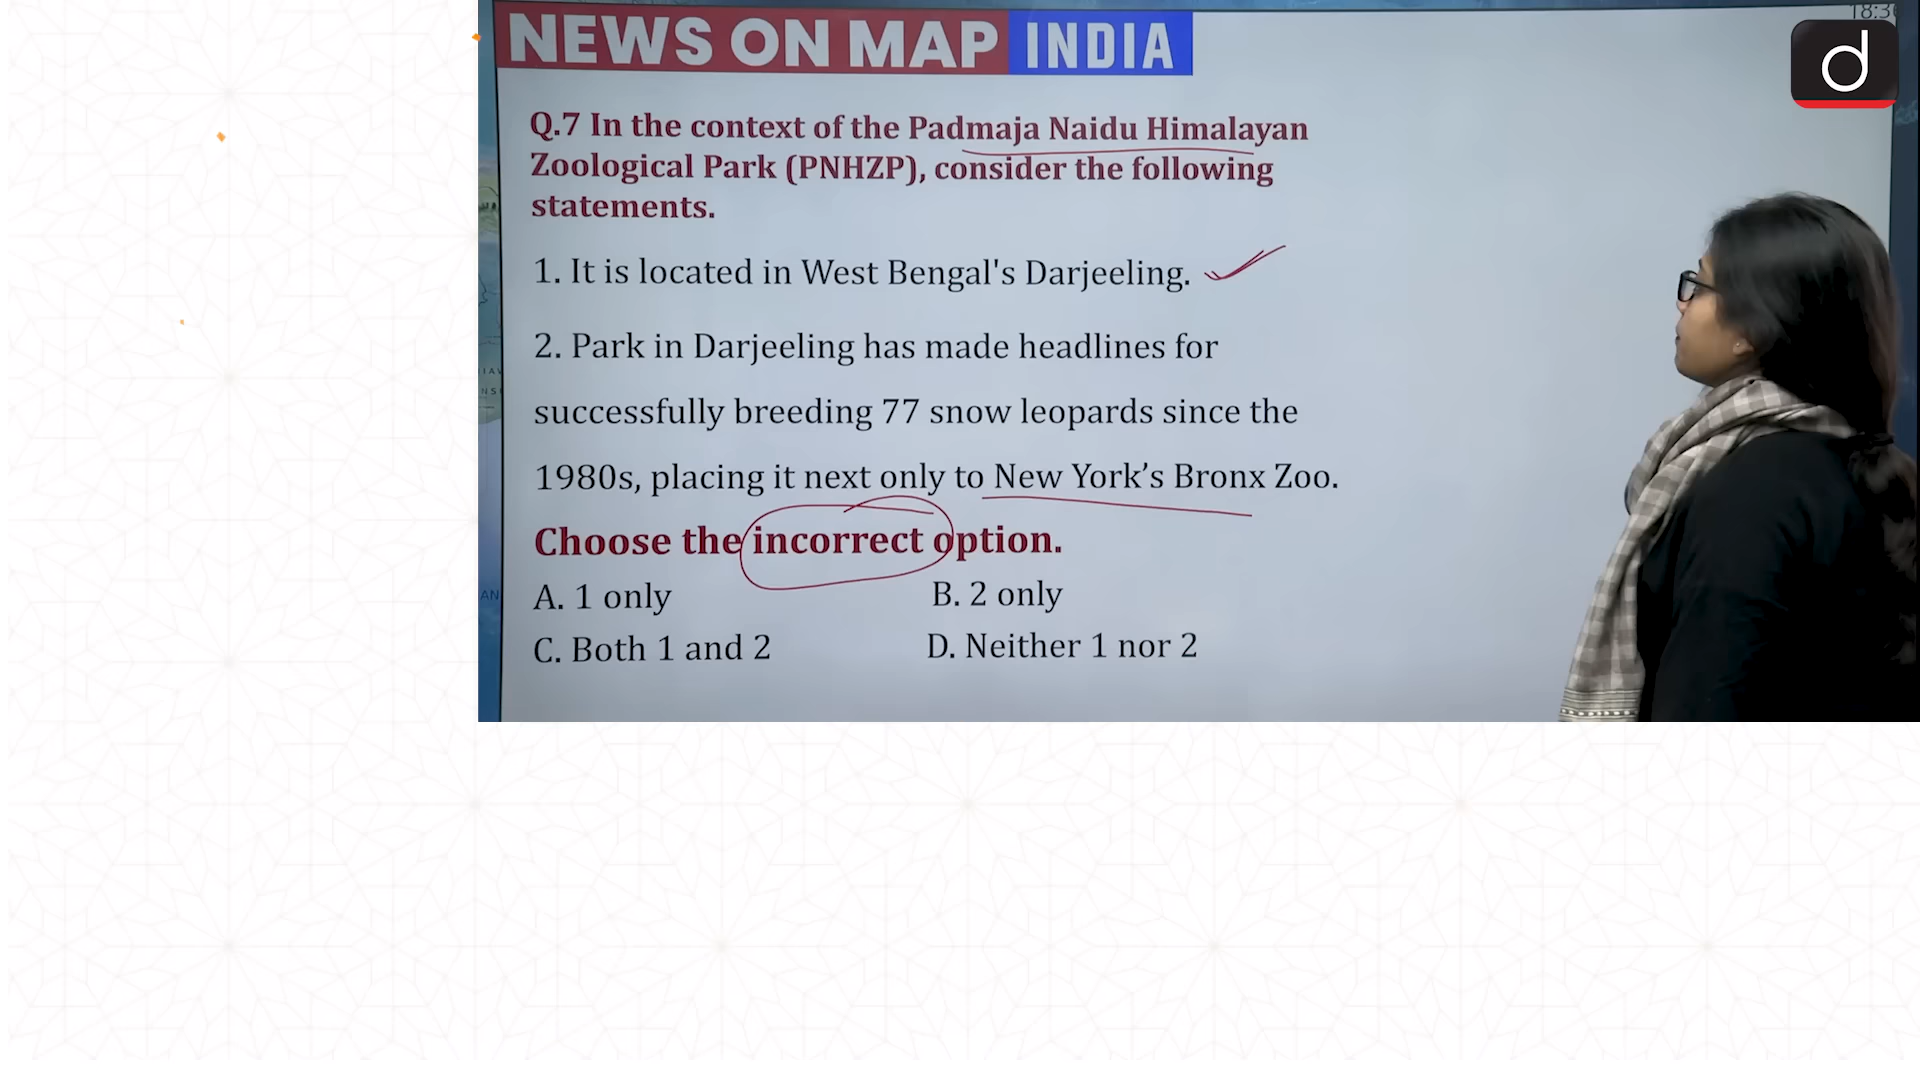 NEWS ON MAP INDIA
Q.7 In the context of the Padmaja Naidu Himalayan
Zoological Park (PNHZP), consider the following
statements.
1. It is located in West Bengal's Darjeeling.
2. Park in Darjeeling has made headlines for
successfully breeding 77 snow leopards since the
1980s, placing it next only to New York’s Bronx Zoo.
Choose the incorrect option.
A. 1 only B. 2 only
C. Both 1 and 2 D. Neither 1 nor 2
d